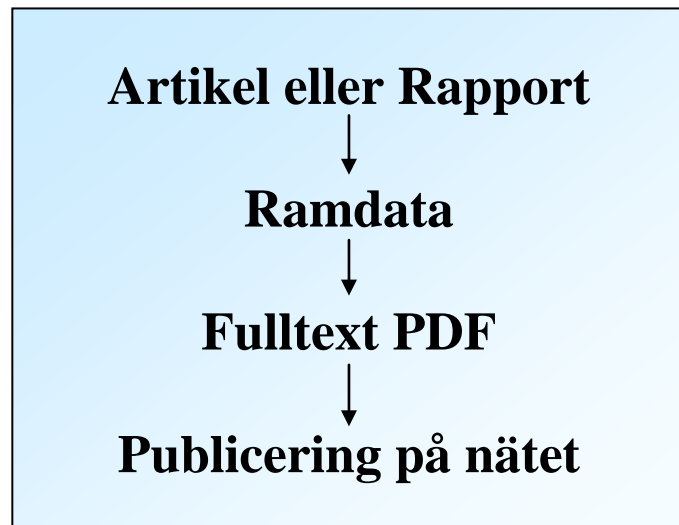 Artikel eller Rapport
Ramdata
Fulltext PDF
Publicering på nätet